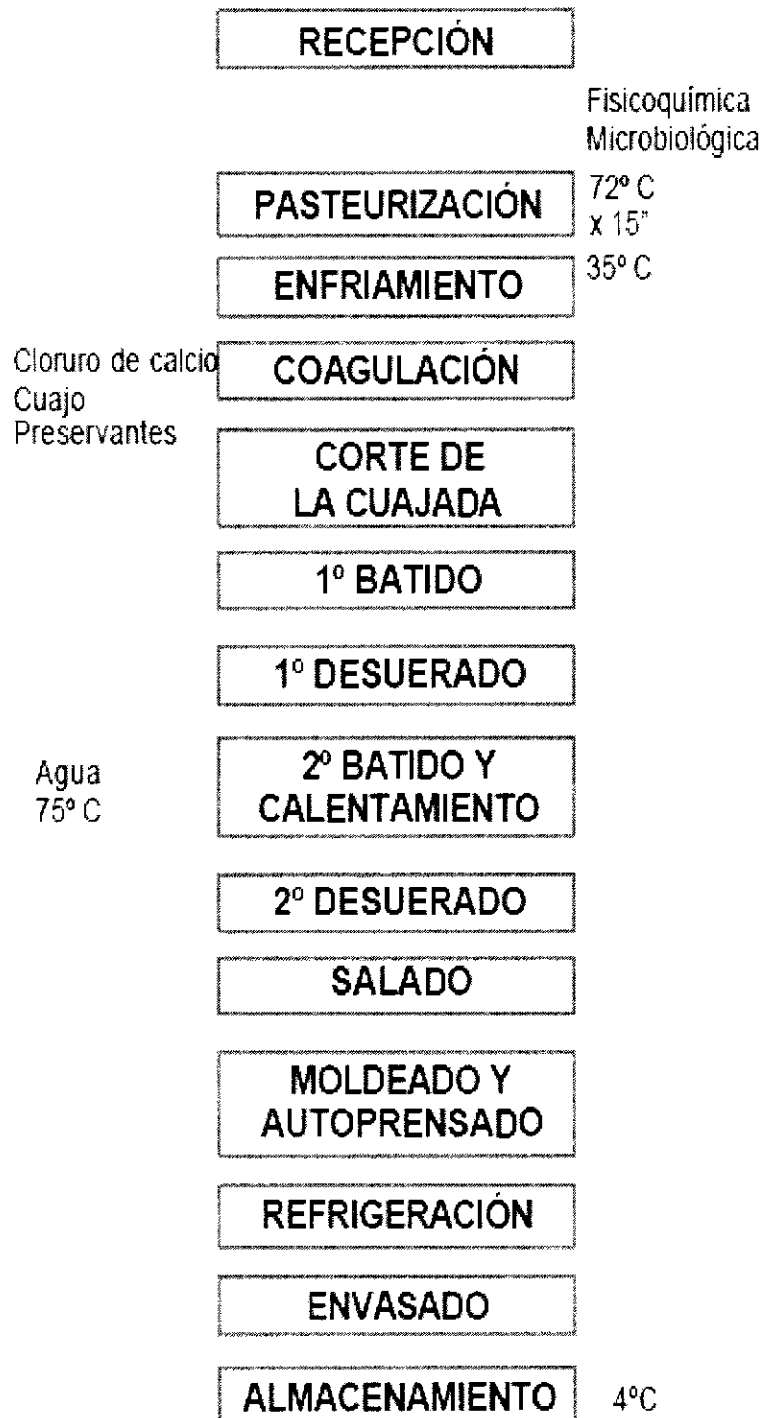 RECEPCIÓN
Fisicoquímica
Microbiológica
PASTEURIZACIÓN
72º C
x 15"
ENFRIAMIENTO
35º C
Cloruro de calcio
Cuajo
Preservantes
COAGULACIÓN
CORTE DE
LA CUAJADA
1º BATIDO
1º DESUERADO
Agua
75º C
2º BATIDO Y
CALENTAMIENTO
2º DESUERADO
SALADO
MOLDEADO Y
AUTOPRENSADO
REFRIGERACIÓN
ENVASADO
ALMACENAMIENTO
4ºC